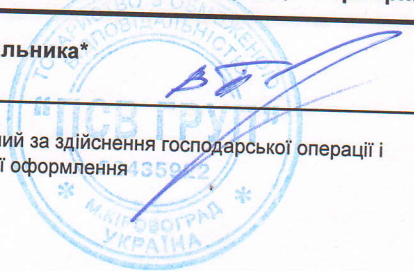 льника*
ТОВАРИСТВО З ОБМЕЖЕНОЮ
ВІДПОВІДАЛЬНІСТЮ
"ПСВ ГРУП"
ний за здійснення господарської операції і
ї оформлення
М.КІРОВОГРАД
УКРАЇНА